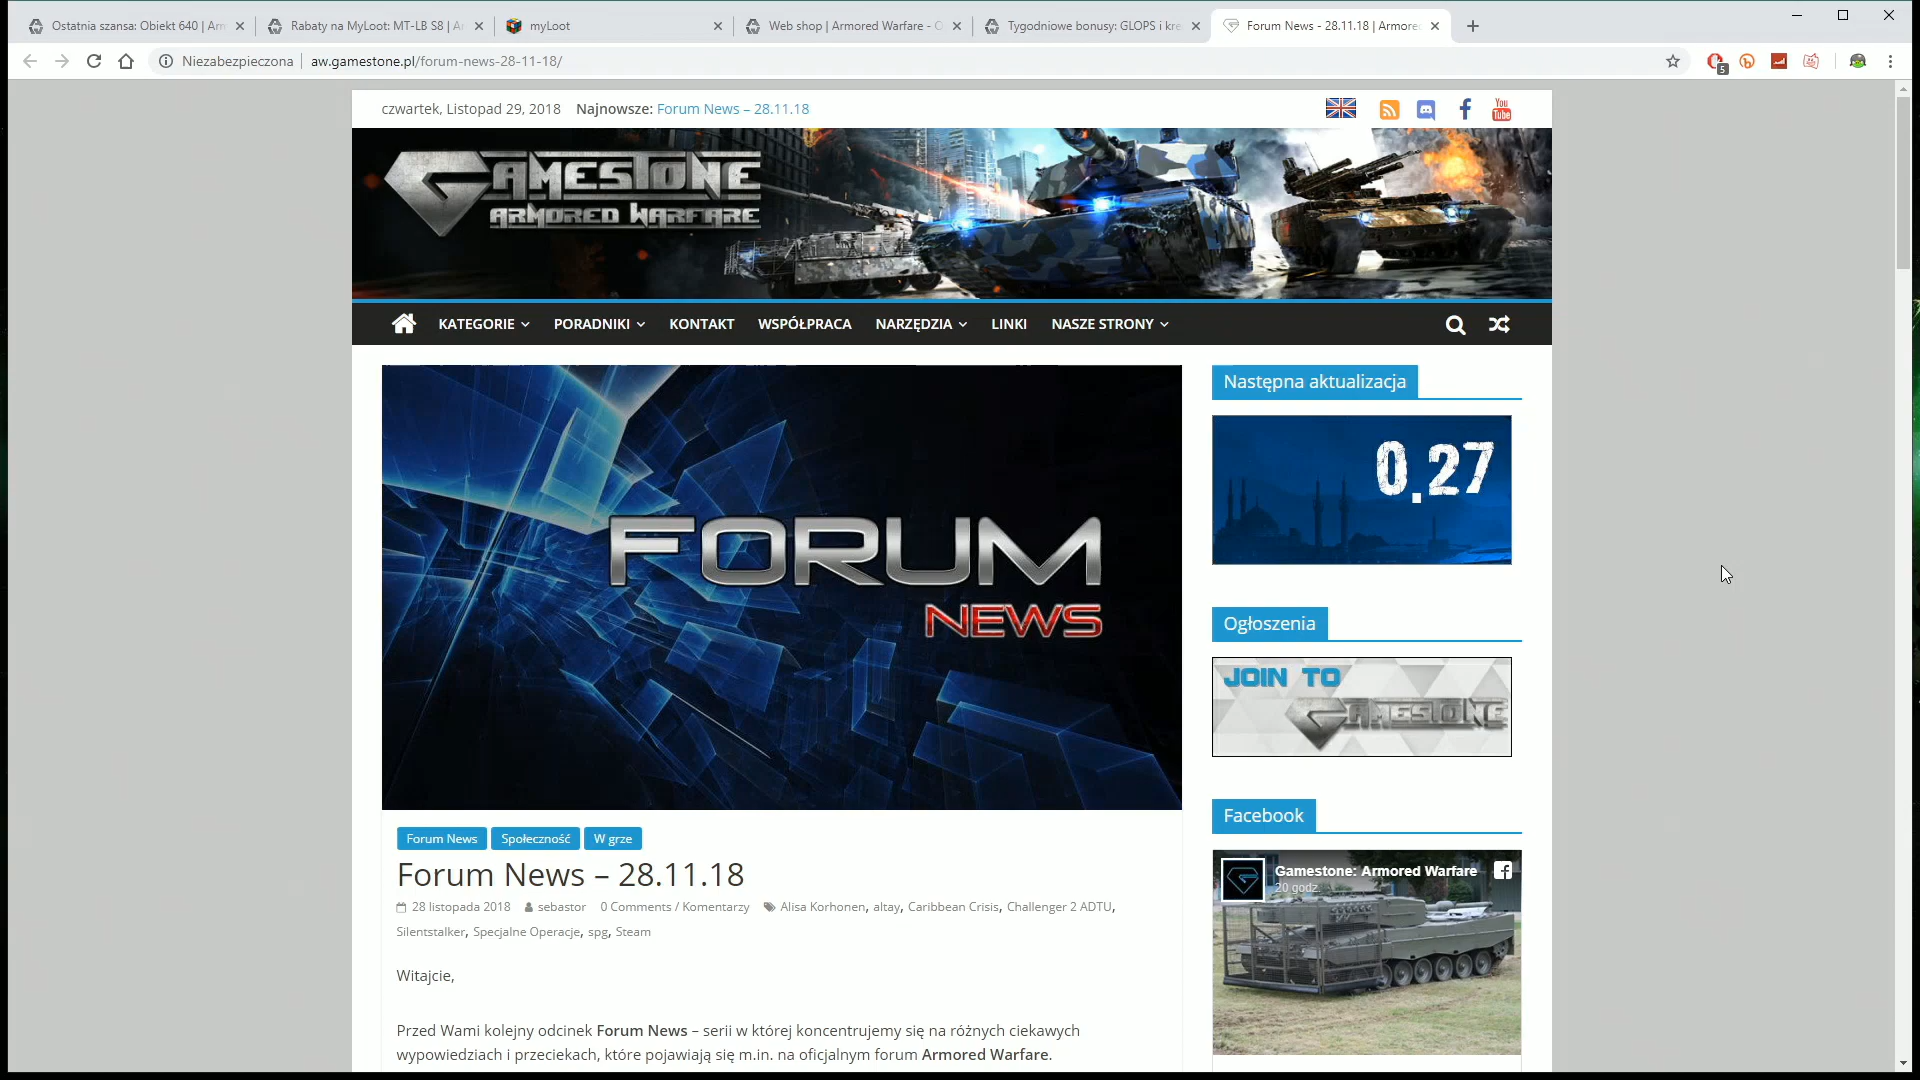 Ostatnia szansa: Obiekt 640 | Arm
Rabaty na MyLoot: MT-LB S8 | Ar
myLoot
Web shop | Armored Warfare - O
Tygodniowe bonusy: GLOPS i kre
Forum News - 28.11.18 | Armore
Niezabezpieczona
aw.gamestone.pl/forum-news-28-11-18/
5
czwartek, Listopad 29, 2018
Najnowsze: Forum News – 28.11.18
You
Tube
GAMESTONE
ARMORED WARFARE
KATEGORIE
PORADNIKI
KONTAKT
WSPÓŁPRACA
NARZĘDZIA
LINKI
NASZE STRONY
FORUM
NEWS
Następna aktualizacja
0.27
Ogłoszenia
JOIN TO
GAMESTONE
Facebook
Gamestone: Armored Warfare
20 godz.
Forum News
Społeczność
W grze
Forum News – 28.11.18
28 listopada 2018 sebastor 0 Comments / Komentarzy Alisa Korhonen, altay, Caribbean Crisis, Challenger 2 ADTU,
Silentstalker, Specjalne Operacje, spg, Steam
Witajcie,
Przed Wami kolejny odcinek Forum News – serii w której koncentrujemy się na różnych ciekawych
wypowiedziach i przeciekach, które pojawiają się m.in. na oficjalnym forum Armored Warfare.